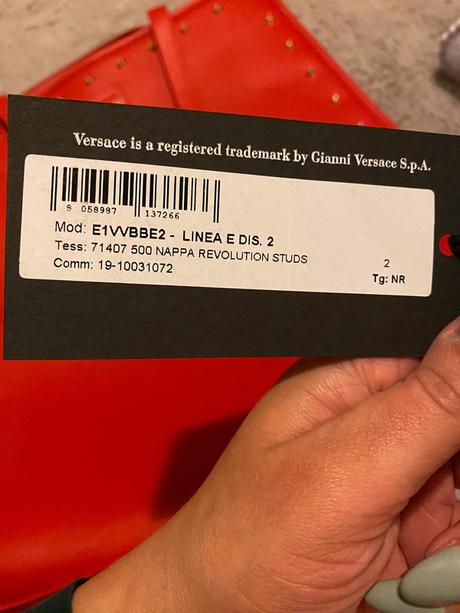 Versace is a registered trademark by Gianni Versace S.p.A.
S 058997 137266
Mod: E1VVBBE2 - LINEA E DIS. 2
Tess: 71407 500 NAPPA REVOLUTION STUDS
2
Comm: 19-10031072
Tg: NR